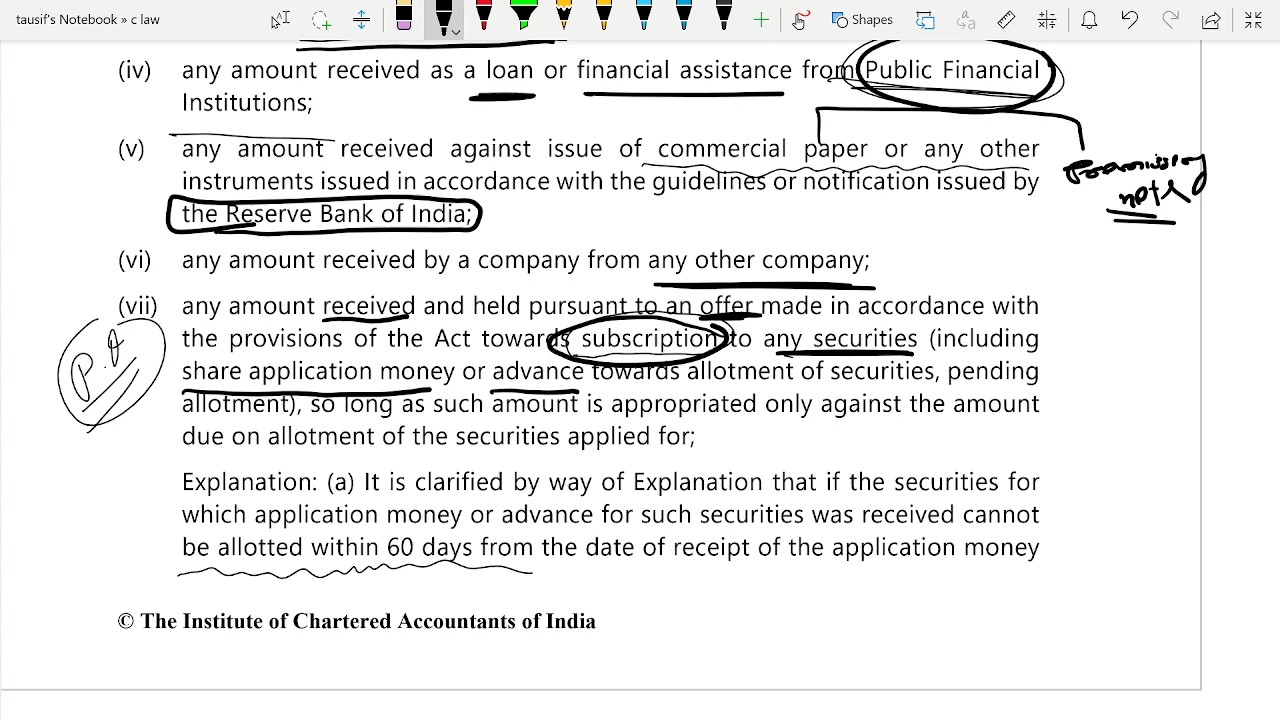 tausif's Notebook » c law
Shapes
(iv) any amount received as a loan or financial assistance from Public Financial
Institutions;
(v) any amount received against issue of commercial paper or any other
instruments issued in accordance with the guidelines or notification issued by
the Reserve Bank of India;
Promissory
note
(vi) any amount received by a company from any other company;
(vii) any amount received and held pursuant to an offer made in accordance with
the provisions of the Act towards subscription to any securities (including
share application money or advance towards allotment of securities, pending
allotment), so long as such amount is appropriated only against the amount
due on allotment of the securities applied for;
Explanation: (a) It is clarified by way of Explanation that if the securities for
which application money or advance for such securities was received cannot
be allotted within 60 days from the date of receipt of the application money
© The Institute of Chartered Accountants of India